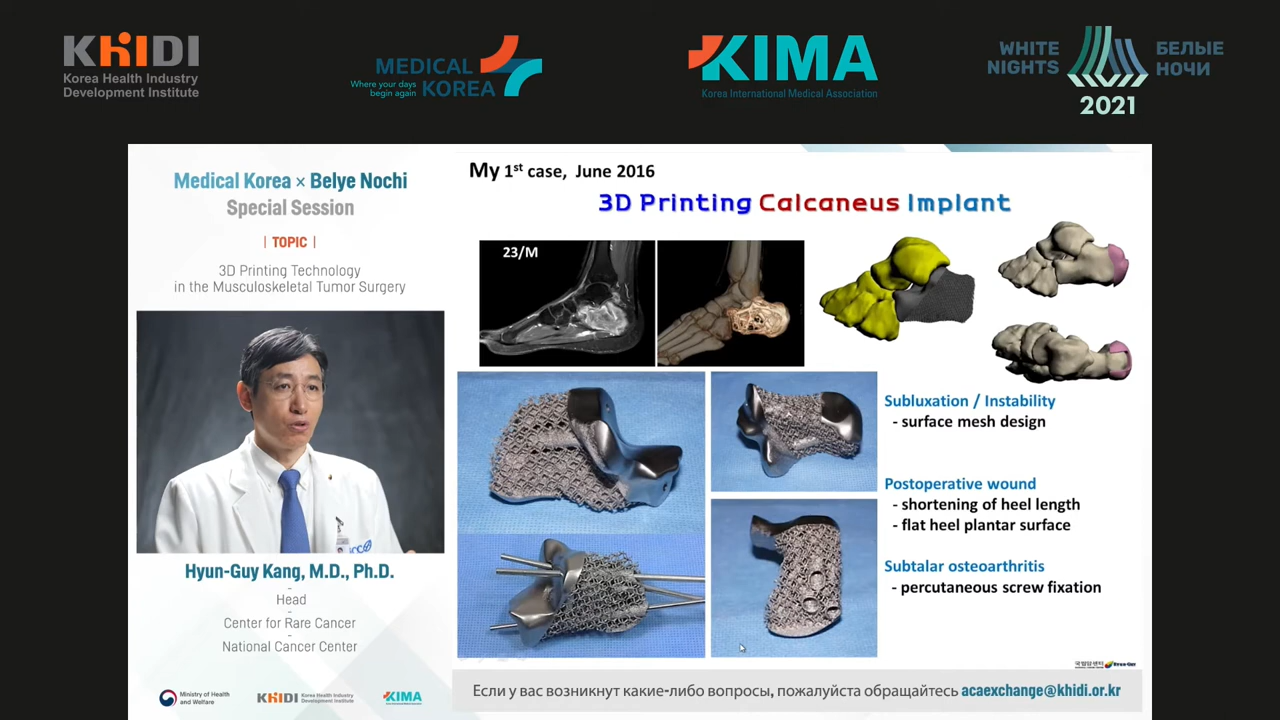 KHIDI
Korea Health Industry
Development Institute
MEDICAL
Where your days
begin again
KOREA
KIMA
Korea International Medical Association
WHITE
NIGHTS
БЕЛЫЕ
НОЧИ
2021
Medical Korea × Belye Nochi
Special Session
| TOPIC |
3D Printing Technology
in the Musculoskeletal Tumor Surgery
Hyun-Guy Kang, M.D., Ph.D.
-
Head
-
Center for Rare Cancer
-
National Cancer Center
Ministry of Health
and Welfare
KHIDI
Korea Health Industry
Development Institute
KIMA
My 1st case, June 2016
3D Printing Calcaneus Implant
23/M
Subluxation / Instability
- surface mesh design
Postoperative wound
- shortening of heel length
- flat heel plantar surface
Subtalar osteoarthritis
- percutaneous screw fixation
국립암센터
Если у вас возникнут какие-либо вопросы, пожалуйста обращайтесь acaexchange@khidi.or.kr